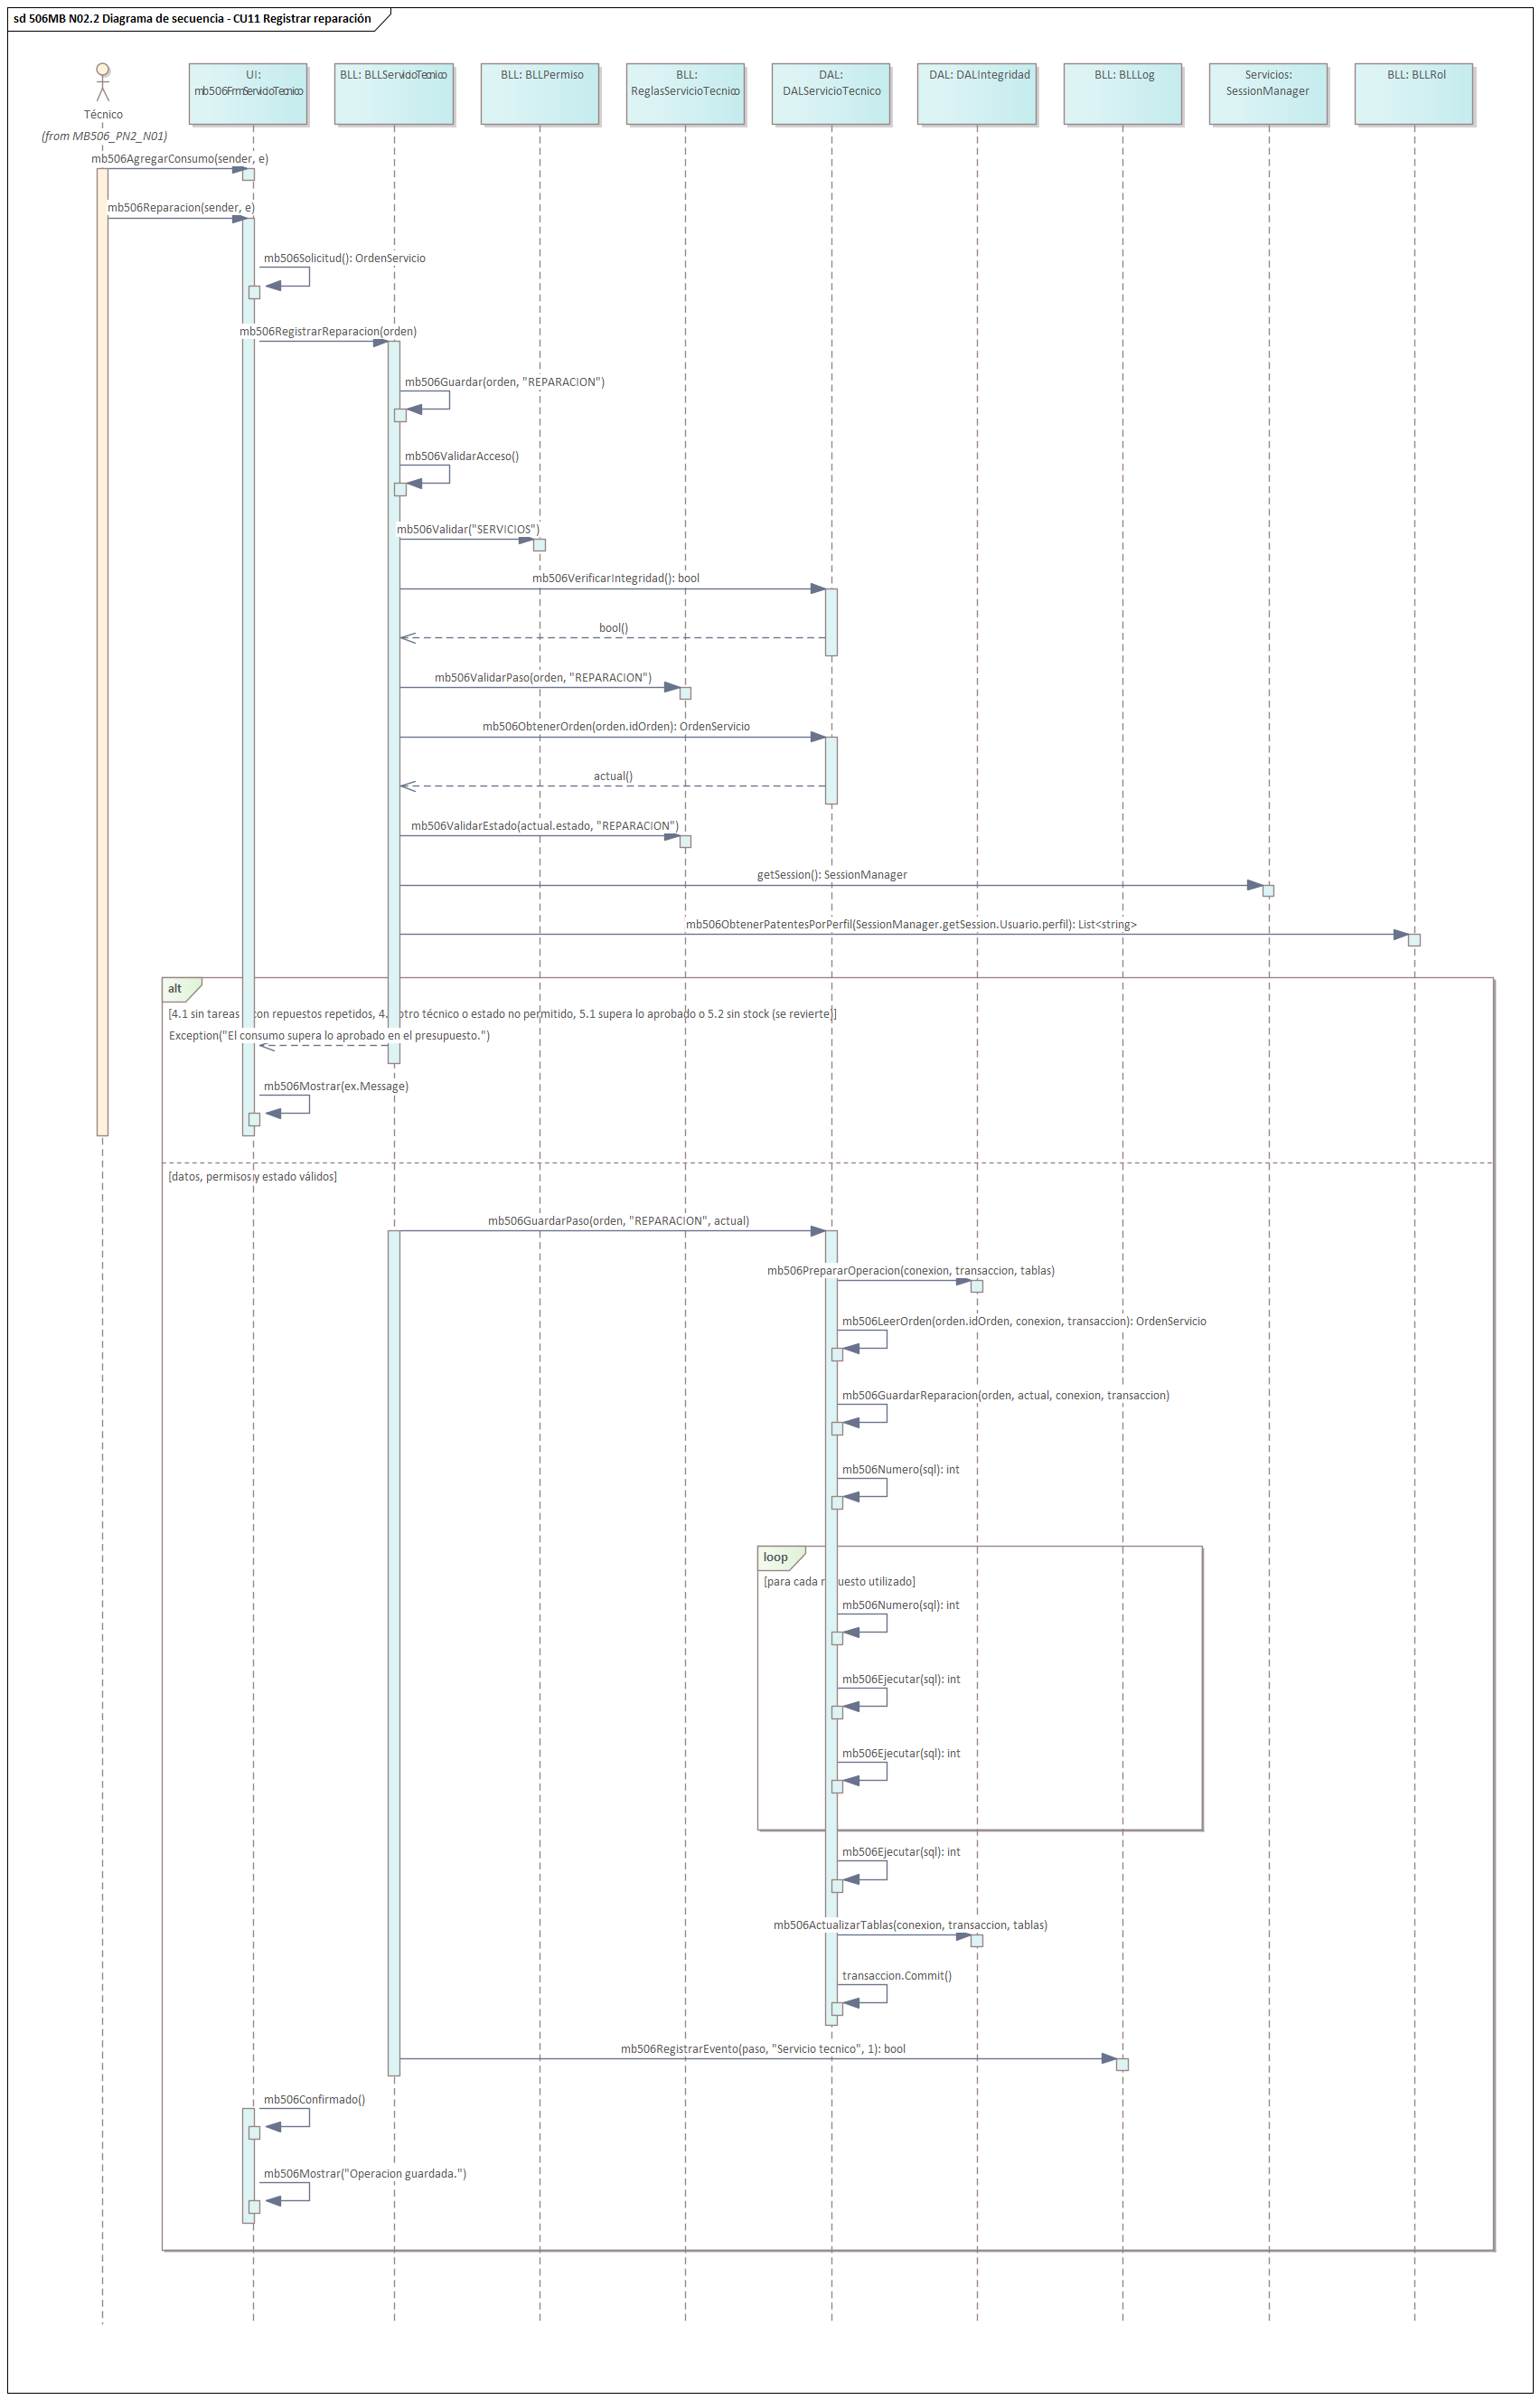 sd 506MB N02.2 Diagrama de secuencia - CU11 Registrar reparación
Técnico
(from MB506_PN2_N01)
UI:
mb506FrmServicioTecnico
BLL: BLLServicioTecnico
BLL: BLLPermiso
BLL:
ReglasServicioTecnico
DAL:
DALServicioTecnico
DAL: DALIntegridad
BLL: BLLLog
Servicios:
SessionManager
BLL: BLLRol
mb506AgregarConsumo(sender, e)
mb506Reparacion(sender, e)
mb506Solicitud(): OrdenServicio
mb506RegistrarReparacion(orden)
mb506Guardar(orden, "REPARACION")
mb506ValidarAcceso()
mb506Validar("SERVICIOS")
mb506VerificarIntegridad(): bool
bool()
mb506ValidarPaso(orden, "REPARACION")
mb506ObtenerOrden(orden.idOrden): OrdenServicio
actual()
mb506ValidarEstado(actual.estado, "REPARACION")
getSession(): SessionManager
mb506ObtenerPatentesPorPerfil(SessionManager.getSession.Usuario.perfil): List<string>
alt
[4.1 sin tareas con repuestos repetidos, 4. otro técnico o estado no permitido, 5.1 supera lo aprobado o 5.2 sin stock (se revierte)]
Exception("El consumo supera lo aprobado en el presupuesto.")
mb506Mostrar(ex.Message)
[datos, permisos y estado válidos]
mb506GuardarPaso(orden, "REPARACION", actual)
mb506PrepararOperacion(conexion, transaccion, tablas)
mb506LeerOrden(orden.idOrden, conexion, transaccion): OrdenServicio
mb506GuardarReparacion(orden, actual, conexion, transaccion)
mb506Numero(sql): int
loop
[para cada utilizado]
mb506Numero(sql): int
mb506Ejecutar(sql): int
mb506Ejecutar(sql): int
mb506Ejecutar(sql): int
mb506ActualizarTablas(conexion, transaccion, tablas)
transaccion.Commit()
mb506RegistrarEvento(paso, "Servicio tecnico", 1): bool
mb506Confirmado()
mb506Mostrar("Operacion guardada.")